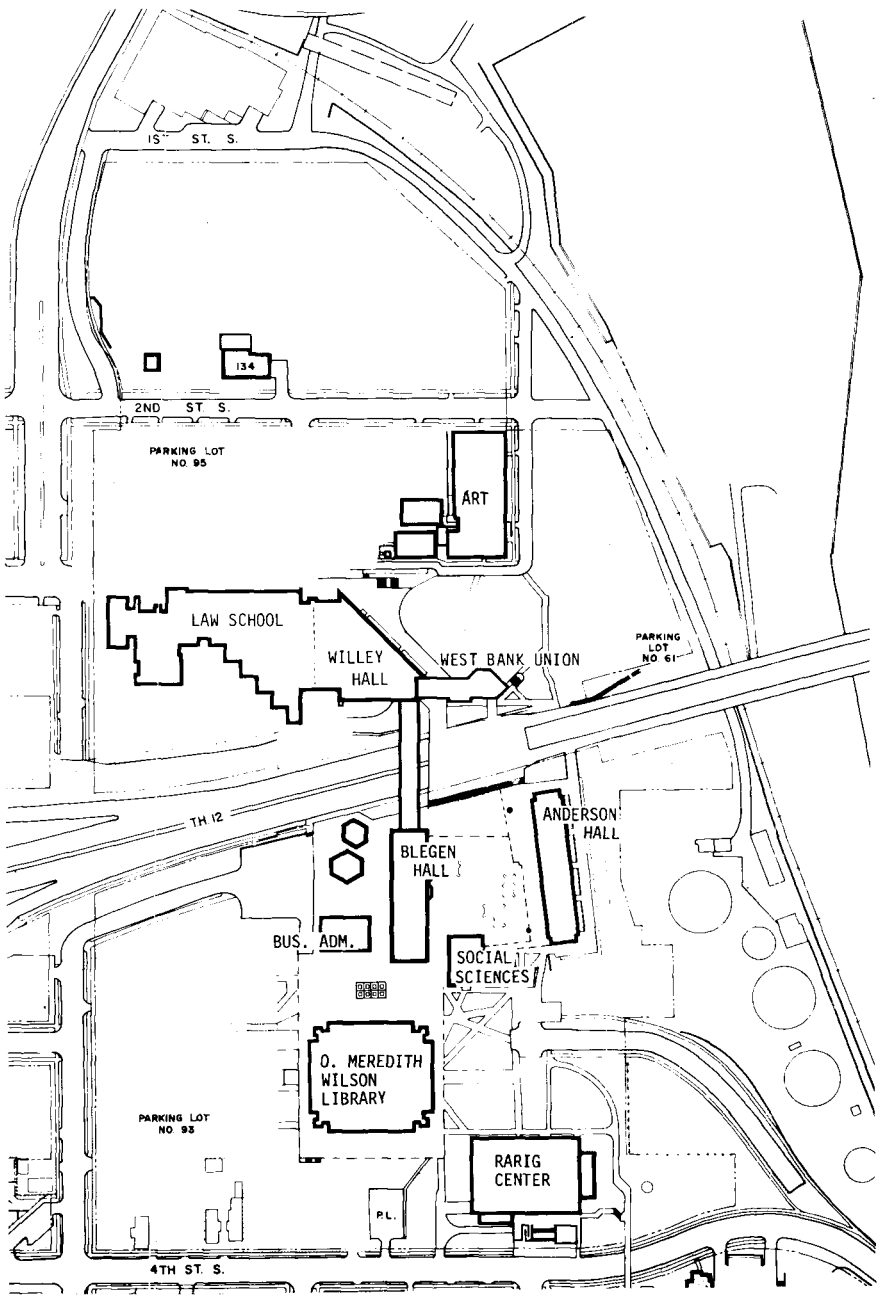 1S" ST. S.
134
2ND ST. S.
PARKING LOT
NO. 95
ART
LAW SCHOOL
WILLEY
HALL
WEST BANK UNION
PARKING
LOT
NO. 61
TH 12
ANDERSON
HALL
BLEGEN
HALL
BUS. ADM.
SOCIAL
SCIENCES
O. MEREDITH
WILSON
LIBRARY
PARKING LOT
NO. 93
RARIG
CENTER
P.L.
4TH ST. S.